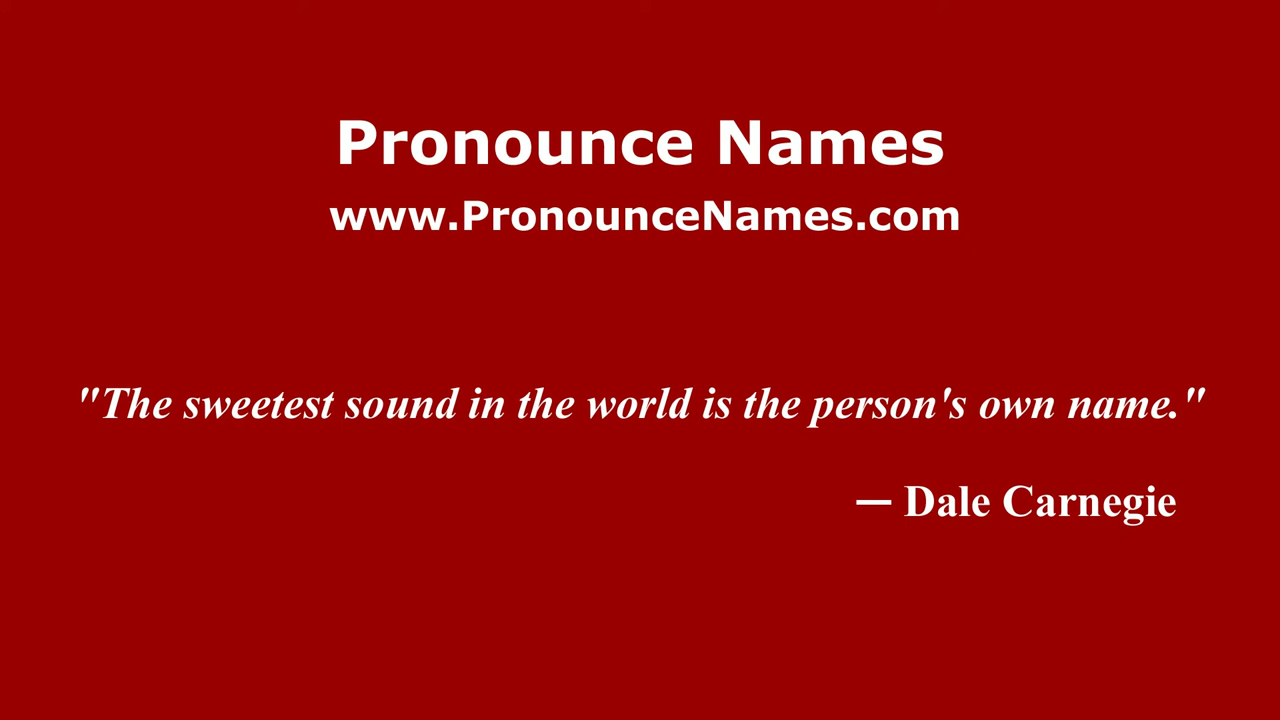 Pronounce Names
www.PronounceNames.com
"The sweetest sound in the world is the person's own name."
— Dale Carnegie